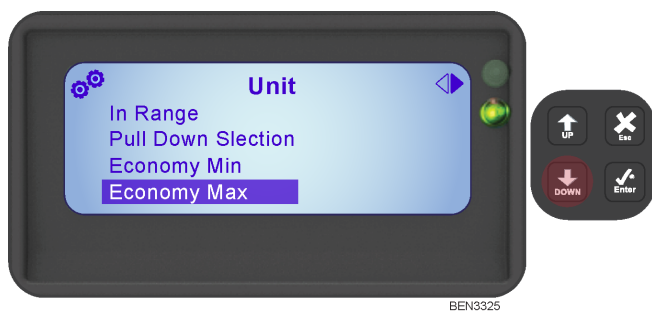 Unit
In Range
Pull Down Slection
Economy Min
Economy Max
UP
Esc
DOWN
Enter
BEN3325